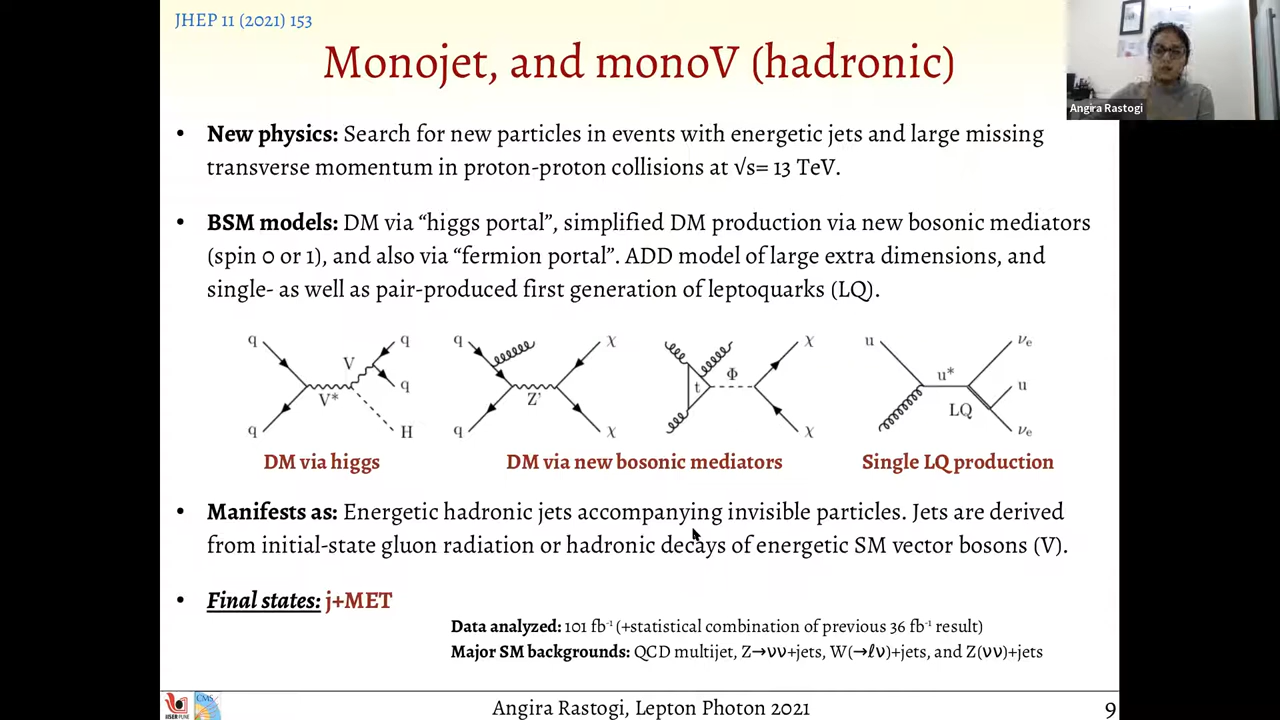 JHEP 11 (2021) 153
Monojet, and monoV (hadronic)
Angira Rastogi
• New physics: Search for new particles in events with energetic jets and large missing
transverse momentum in proton-proton collisions at √s= 13 TeV.
• BSM models: DM via “higgs portal”, simplified DM production via new bosonic mediators
(spin 0 or 1), and also via “fermion portal”. ADD model of large extra dimensions, and
single- as well as pair-produced first generation of leptoquarks (LQ).
q V q q V* q H
q χ Z' q χ
t Φ χ χ
u νe u* u LQ νe
DM via higgs
DM via new bosonic mediators
Single LQ production
• Manifests as: Energetic hadronic jets accompanying invisible particles. Jets are derived
from initial-state gluon radiation or hadronic decays of energetic SM vector bosons (V).
• Final states: j+MET
Data analyzed: 101 fb⁻¹ (+statistical combination of previous 36 fb⁻¹ result)
Major SM backgrounds: QCD multijet, Z→νν+jets, W(→ℓν)+jets, and Z(νν)+jets
IISER PUNE
CMS
Angira Rastogi, Lepton Photon 2021
9